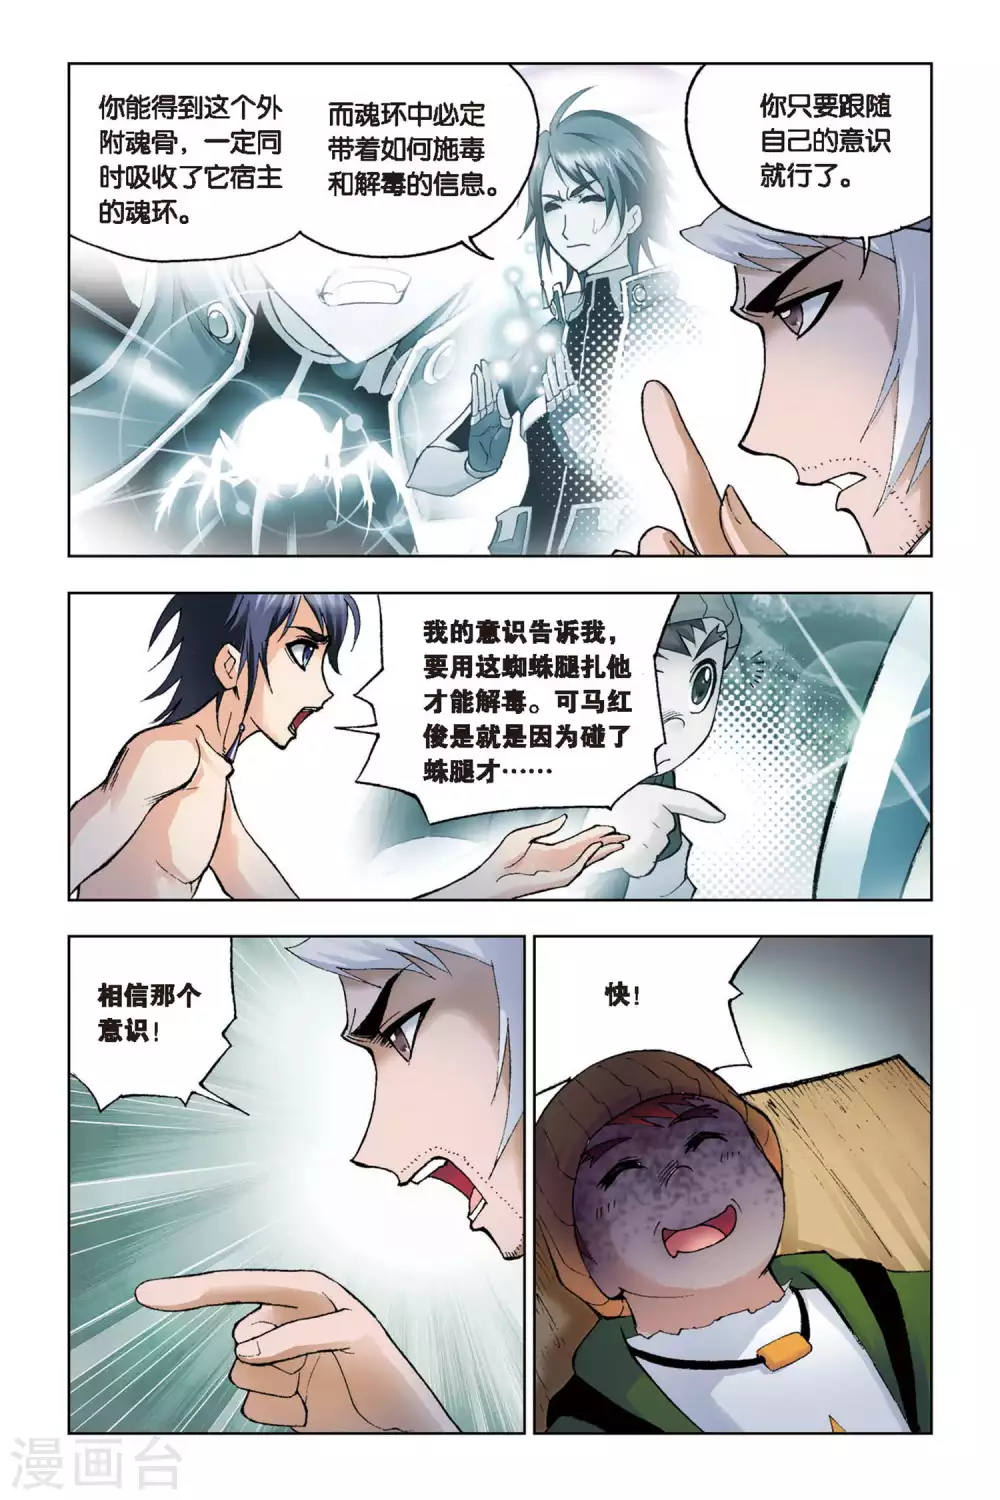 你能得到这个外
附魂骨，一定同
时吸收了它宿主
的魂环。
而魂环中必定
带着如何施毒
和解毒的信息。
你只要跟随
自己的意识
就行了。
我的意识告诉我，
要用这蜘蛛腿扎他
才能解毒。可马红
俊是就是因为碰了
蛛腿才……
相信那个
意识！
快！
漫画台